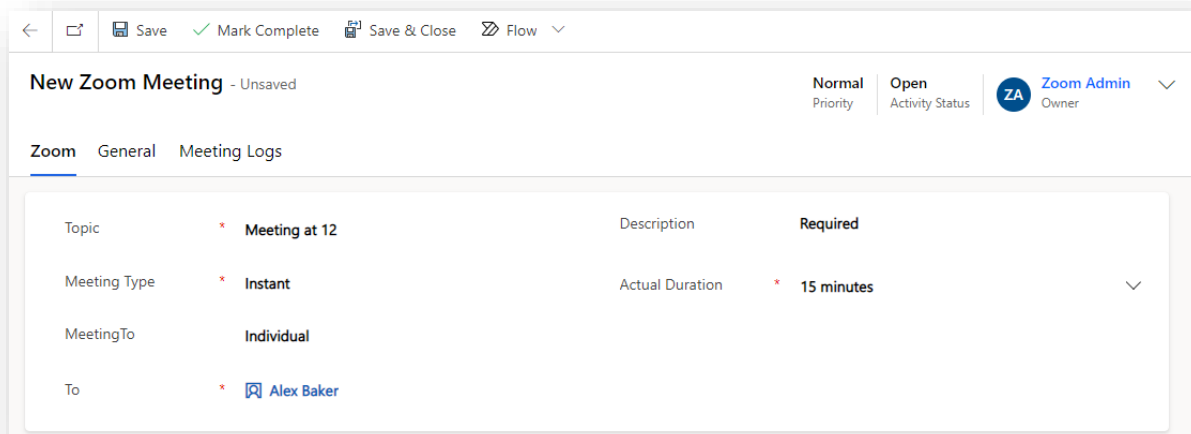 Save Mark Complete Save & Close Flow
New Zoom Meeting - Unsaved
Normal Open Zoom Admin
Priority Activity Status ZA Owner
Zoom General Meeting Logs
Topic * Meeting at 12 Description Required
Meeting Type * Instant Actual Duration * 15 minutes
MeetingTo Individual
To * Alex Baker